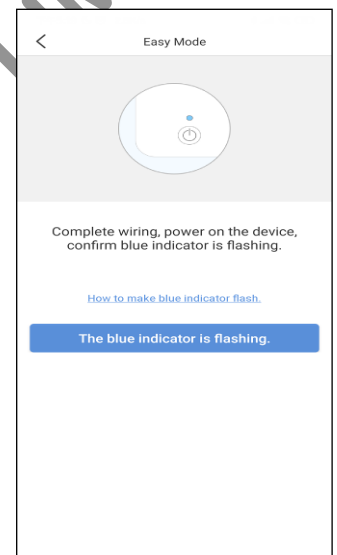 Easy Mode
Complete wiring, power on the device,
confirm blue indicator is flashing.
How to make blue indicator flash.
The blue indicator is flashing.